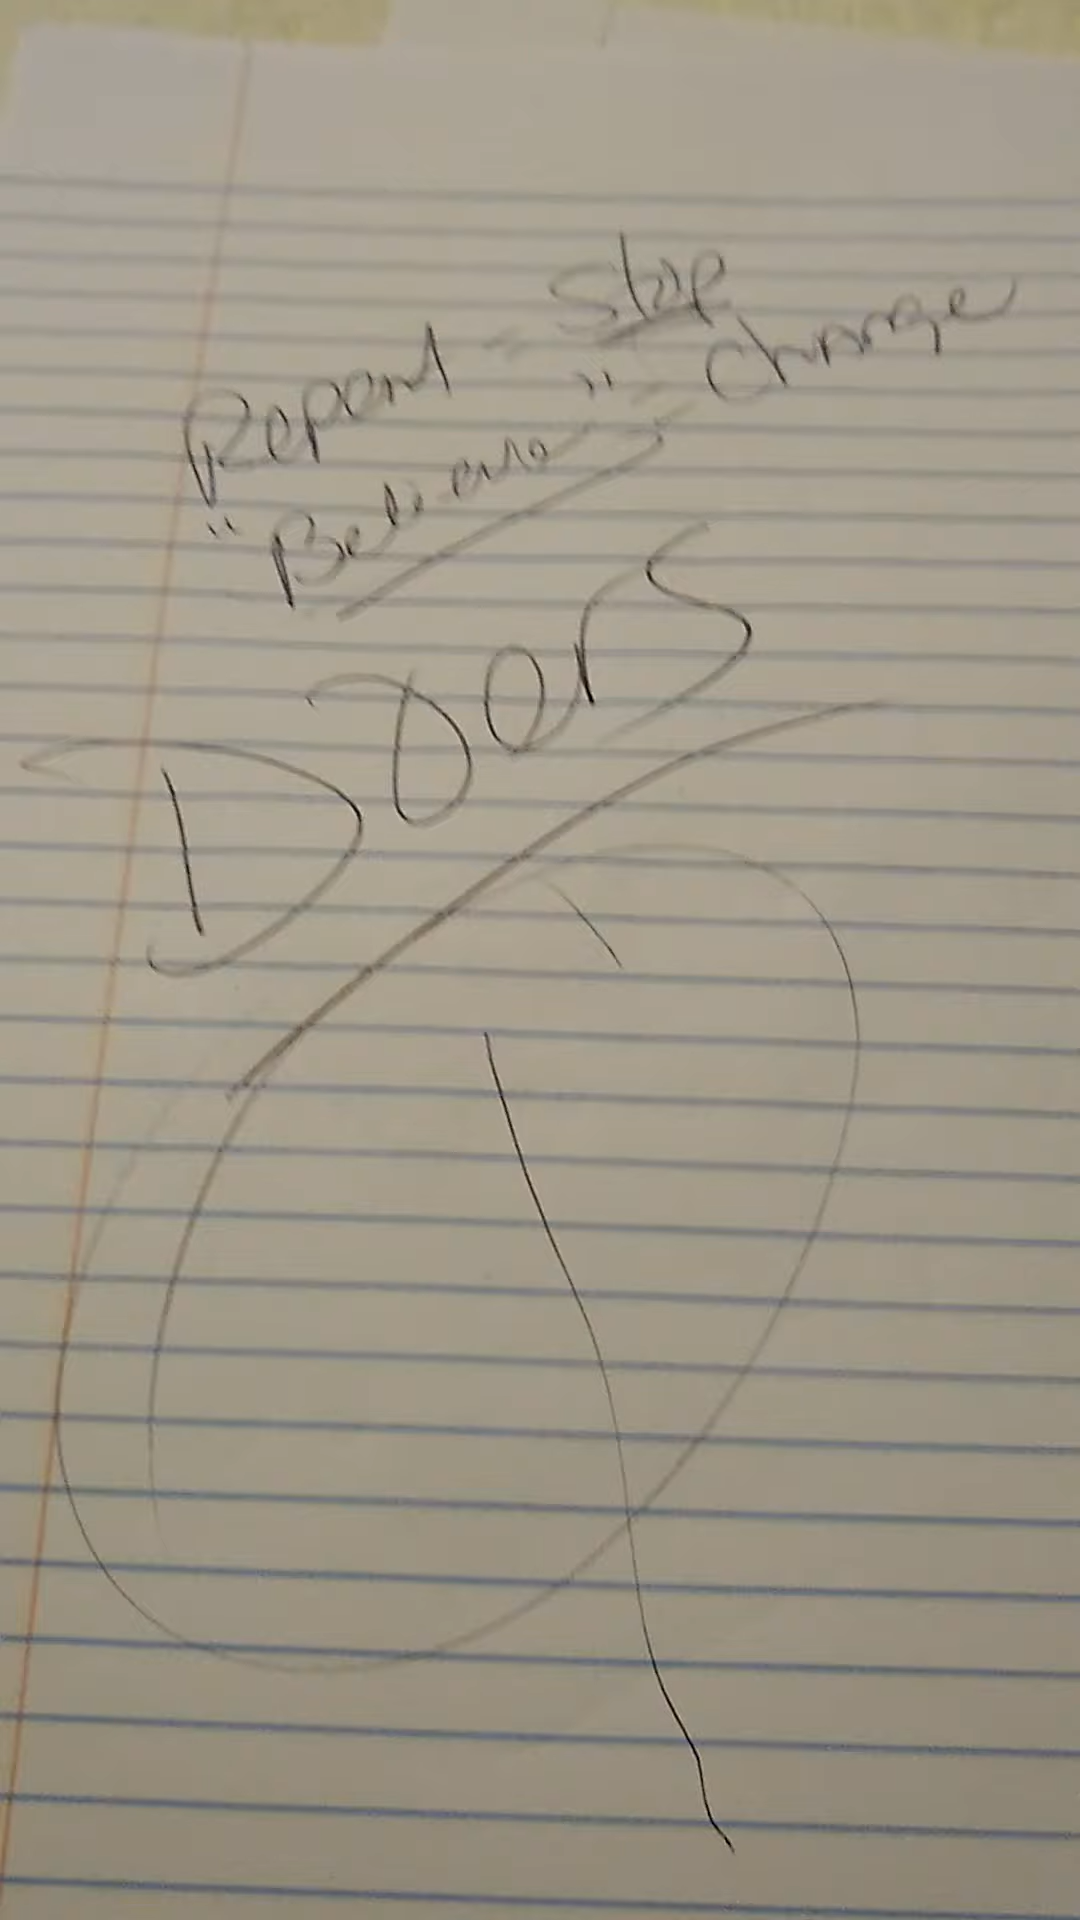 Repent = Stop
"Believe" = Change
Doers